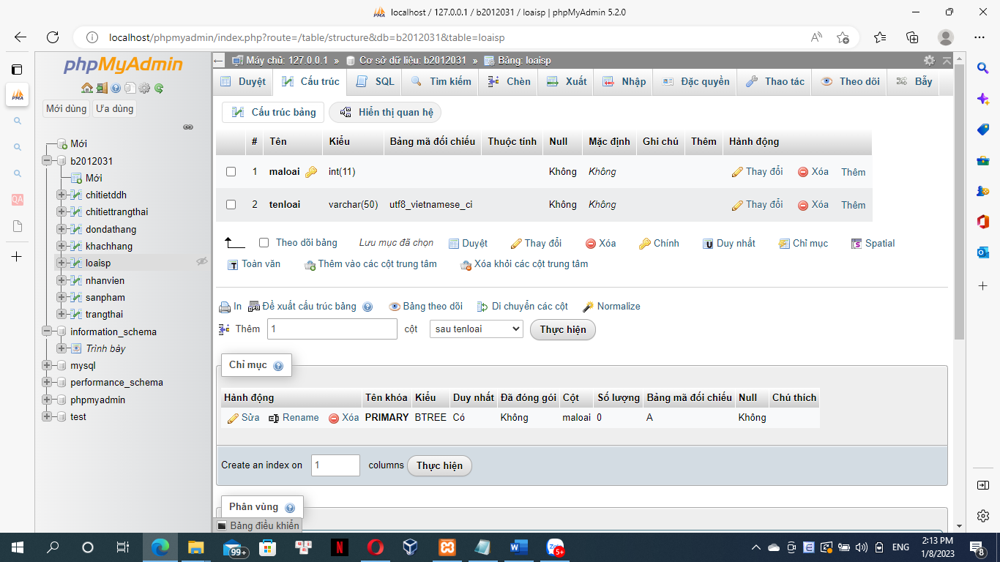 localhost / 127.0.0.1 / b2012031 / loaisp | phpMyAdmin 5.2.0
localhost/phpmyadmin/index.php?route=/table/structure&db=b2012031&table=loaisp
phpMyAdmin
Mới dùng Ưa dùng
Mới
b2012031
Mới
chitietddh
chitiettrangthai
dondathang
khachhang
loaisp
nhanvien
sanpham
trangthai
information_schema
Trình bày
mysql
performance_schema
phpmyadmin
test
Máy chủ: 127.0.0.1 » Cơ sở dữ liệu: b2012031 » Bảng: loaisp
Duyệt Cấu trúc SQL Tìm kiếm Chèn Xuất Nhập Đặc quyền Thao tác Theo dõi Bẫy
Cấu trúc bảng Hiển thị quan hệ
# Tên Kiểu Bảng mã đối chiếu Thuộc tính Null Mặc định Ghi chú Thêm Hành động
1 maloai int(11) Không Không Thay đổi Xóa Thêm
2 tenloai varchar(50) utf8_vietnamese_ci Không Không Thay đổi Xóa Thêm
Theo dõi bảng Lưu mục đã chọn Duyệt Thay đổi Xóa Chính Duy nhất Chỉ mục Spatial
Toàn văn Thêm vào các cột trung tâm Xóa khỏi các cột trung tâm
In Đề xuất cấu trúc bảng Bảng theo dõi Di chuyển các cột Normalize
Thêm 1 cột sau tenloai Thực hiện
Chỉ mục
Hành động Tên khóa Kiểu Duy nhất Đã đóng gói Cột Số lượng Bảng mã đối chiếu Null Chú thích
Sửa Rename Xóa PRIMARY BTREE Có Không maloai 0 A Không
Create an index on 1 columns Thực hiện
Phân vùng
Bảng điều khiển
99+
5+
ENG
2:13 PM
1/8/2023
8